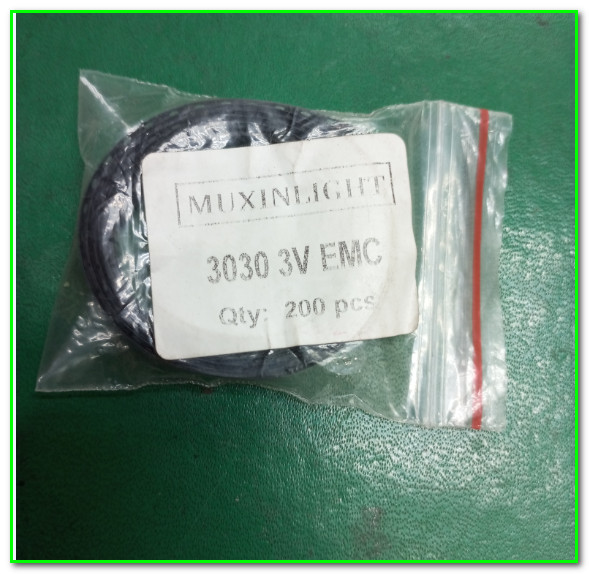 MUXINLIGHT
3030 3V EMC
Qty: 200 pcs